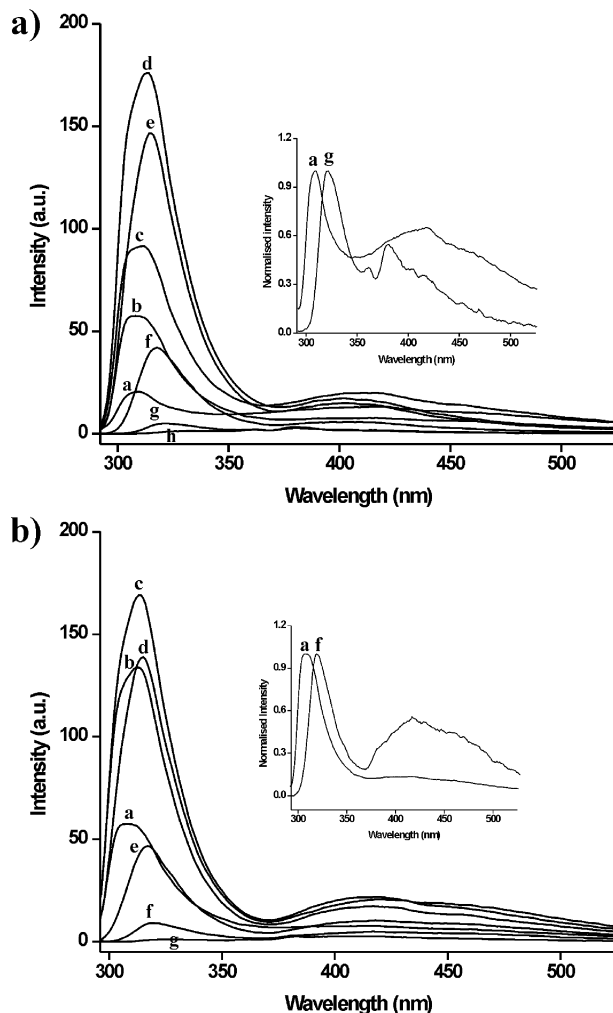 a)
200
150
100
50
0
Intensity (a.u.)
d
e
c
b
f
a
g
h
300
350
400
450
500
Wavelength (nm)
1.2
0.9
0.6
0.3
0.0
Normalised intensity
a g
300
350
400
450
500
Wavelength (nm)
b)
200
150
100
50
0
Intensity (a.u.)
c
d
b
a
e
f
g
300
350
400
450
500
Wavelength (nm)
1.2
0.9
0.6
0.3
0.0
Normalised Intensity
a f
300
350
400
450
500
Wavelength (nm)